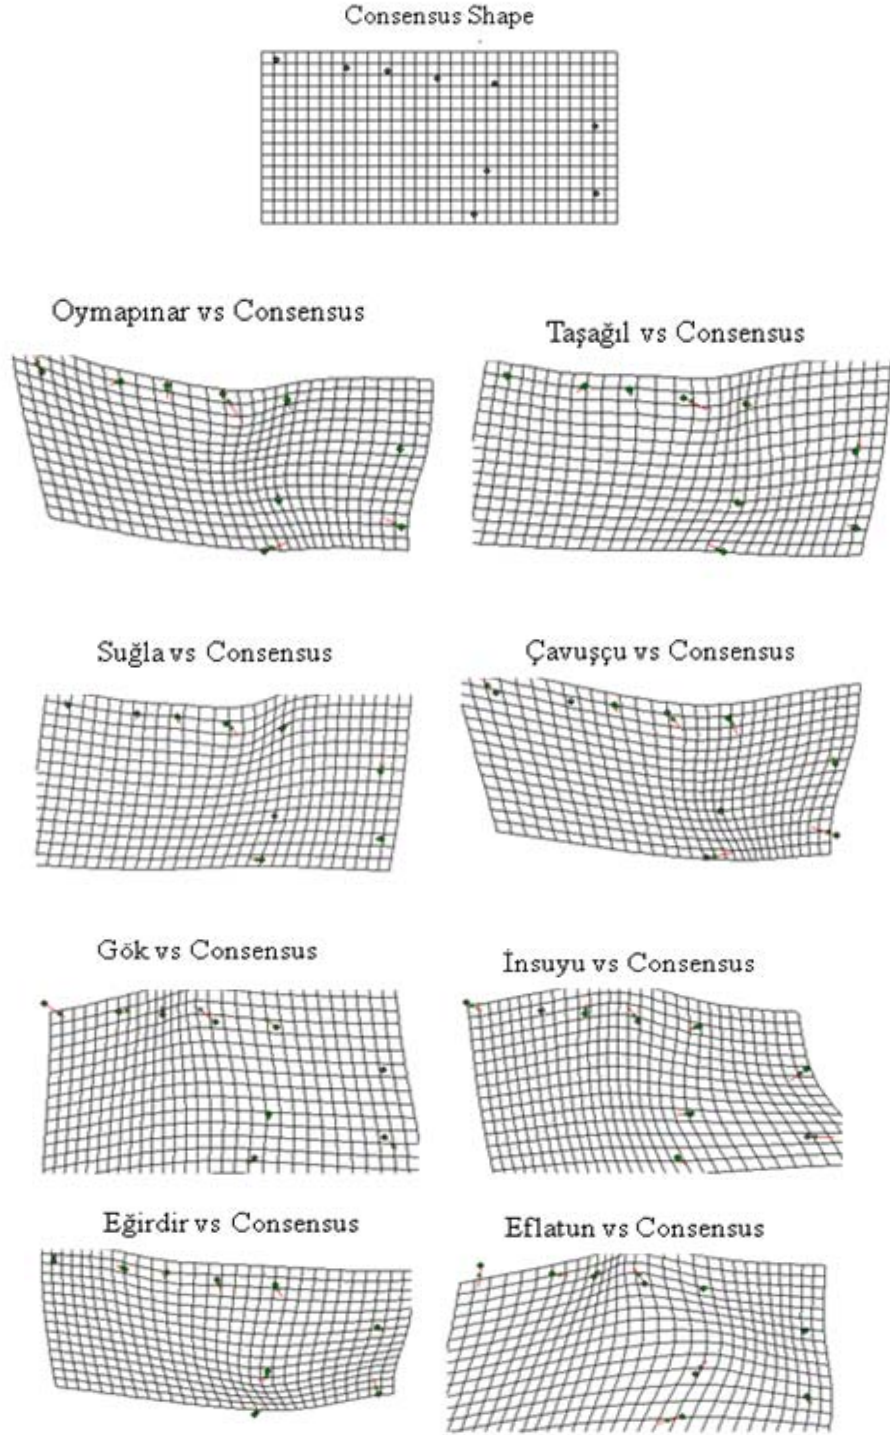 Consensus Shape
Oymapınar vs Consensus
Taşağıl vs Consensus
Suğla vs Consensus
Çavuşçu vs Consensus
Gök vs Consensus
İnsuyu vs Consensus
Eğirdir vs Consensus
Eflatun vs Consensus